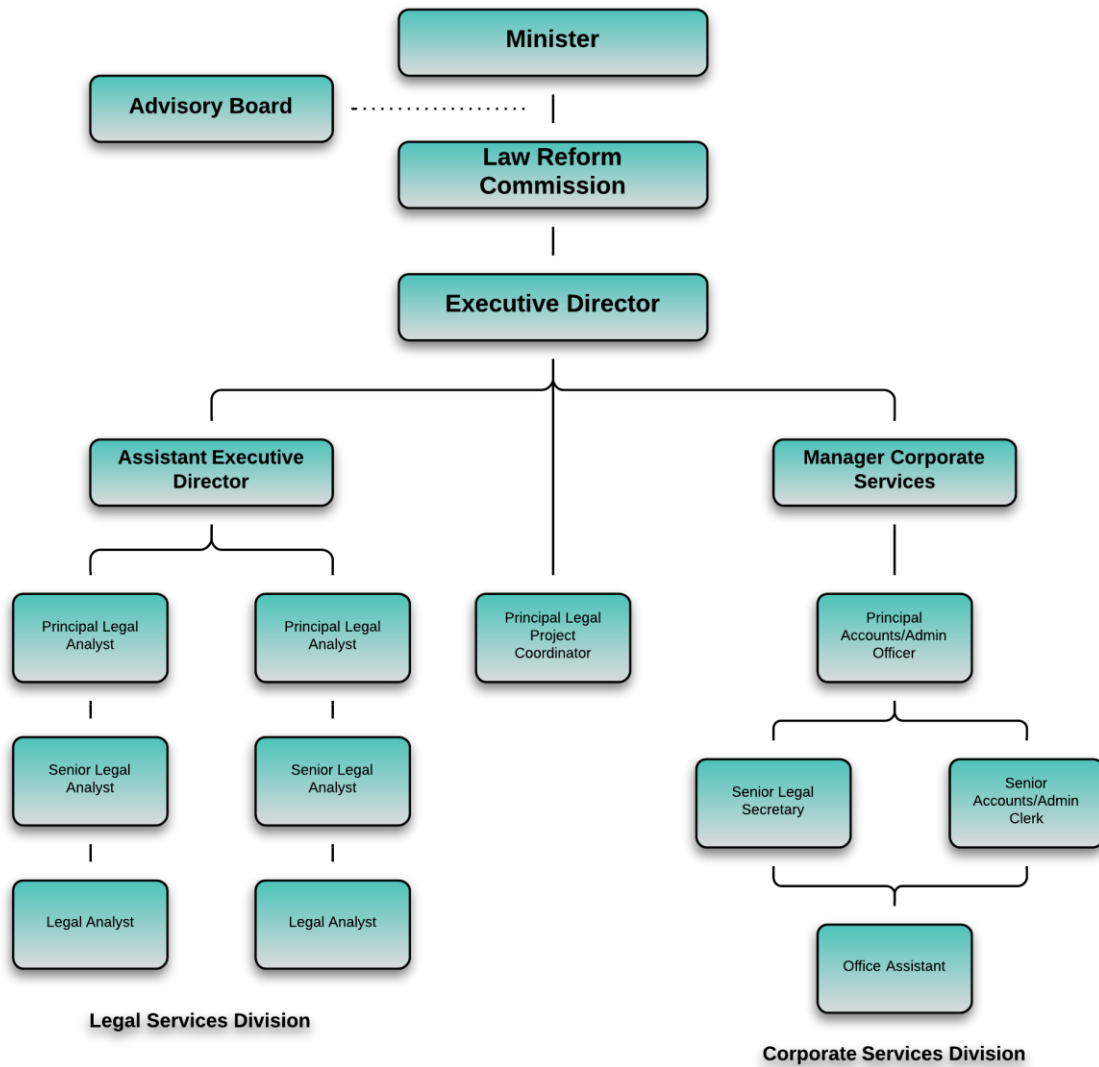 Minister
Advisory Board
Law Reform
Commission
Executive Director
Assistant Executive
Director
Manager Corporate
Services
Principal Legal
Analyst
Principal Legal
Analyst
Principal Legal
Project
Coordinator
Principal
Accounts/Admin
Officer
Senior Legal
Analyst
Senior Legal
Analyst
Senior Legal
Secretary
Senior
Accounts/Admin
Clerk
Legal Analyst
Legal Analyst
Office Assistant
Legal Services Division
Corporate Services Division